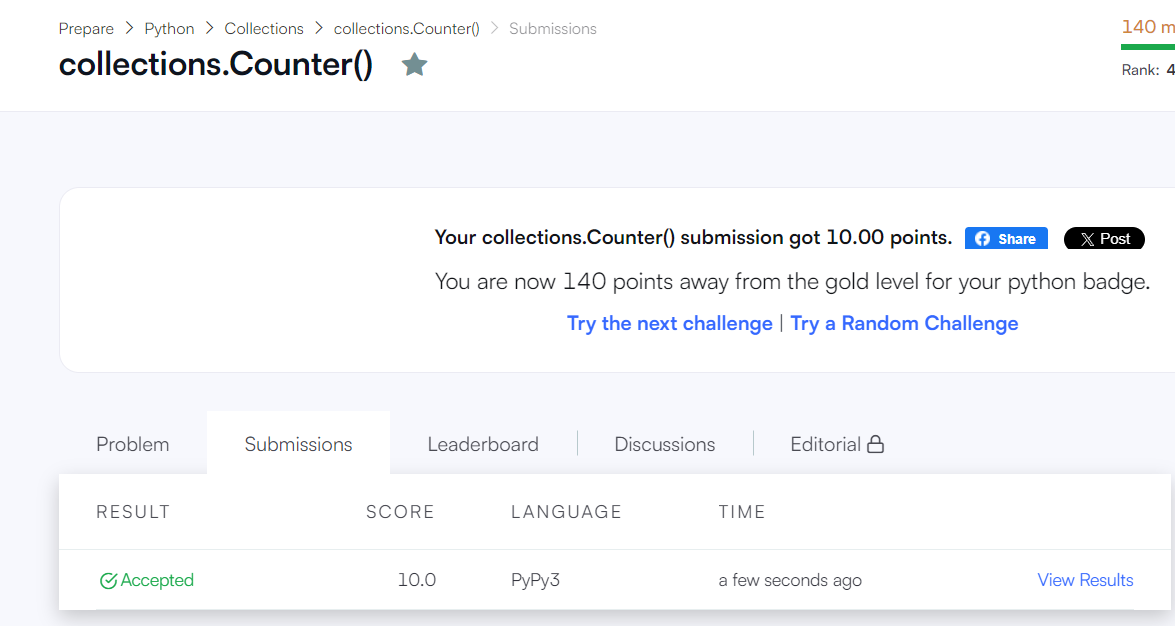 Prepare > Python > Collections > collections.Counter() > Submissions
140 m
collections.Counter()
Rank: 4
Your collections.Counter() submission got 10.00 points. Share Post
You are now 140 points away from the gold level for your python badge.
Try the next challenge | Try a Random Challenge
Problem Submissions Leaderboard Discussions Editorial
RESULT SCORE LANGUAGE TIME
Accepted 10.0 PyPy3 a few seconds ago View Results